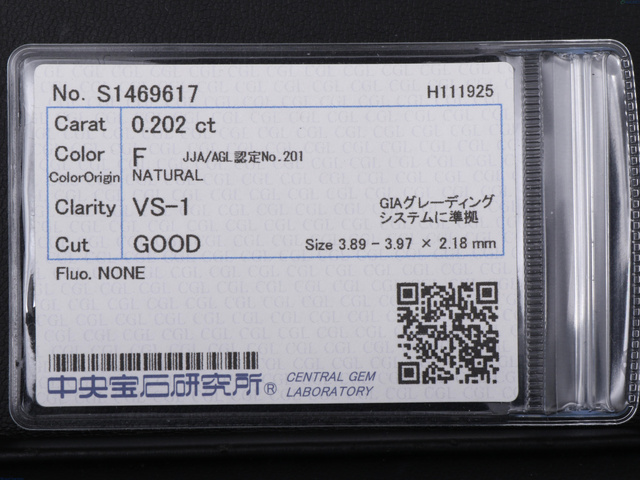 No. S1469617 H111925
Carat 0.202 ct
Color F JJA/AGL認定No.201
ColorOrigin NATURAL
Clarity VS-1 GIAグレーディング
システムに準拠
Cut GOOD Size 3.89 - 3.97 × 2.18 mm
Fluo. NONE
中央宝石研究所® CENTRAL GEM
LABORATORY